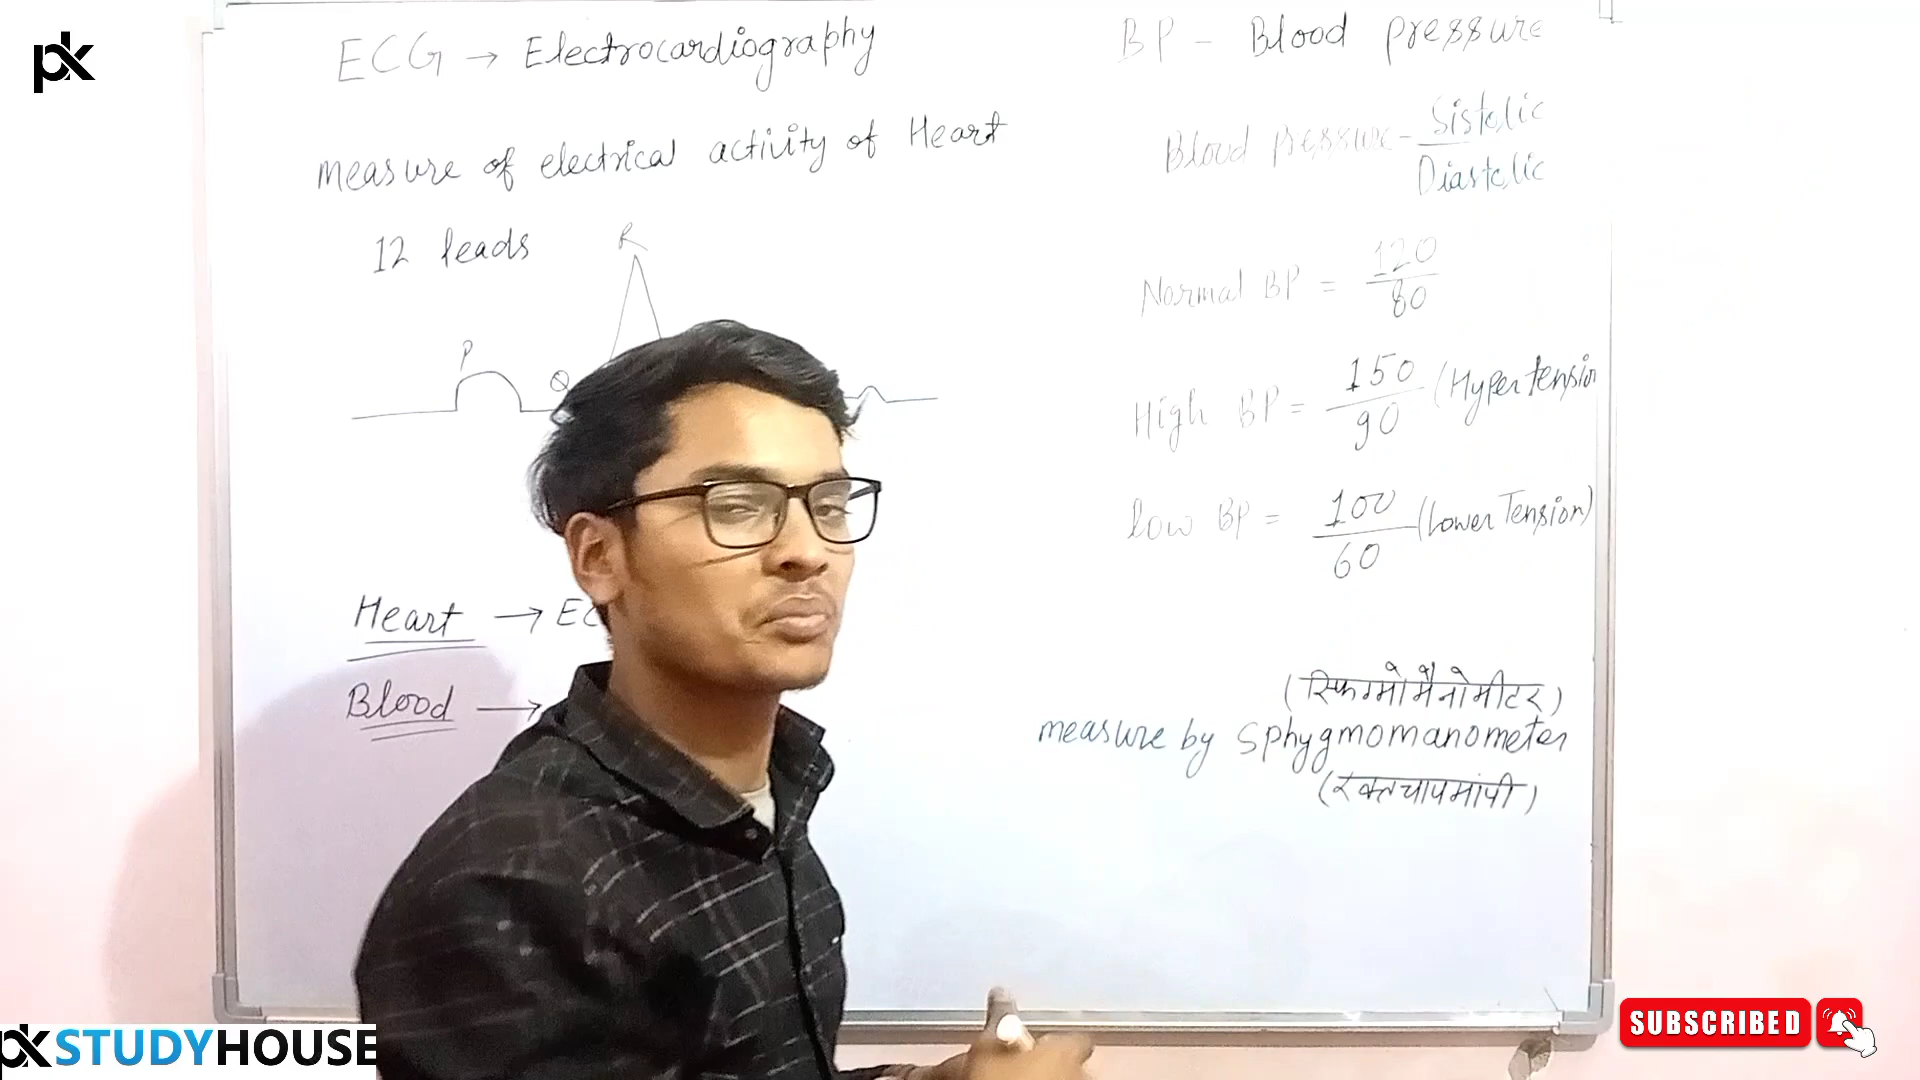 pk
ECG → Electrocardiography
measure of electrical activity of Heart
12 leads
R
P
Q
Heart → EC
Blood →
BP - Blood pressure
Blood pressure - Sistolic
Diastolic
Normal BP = 120
80
High BP = 150 (Hypertension
90
low BP = 100 (Lower Tension)
60
(स्फिग्मोमैनोमीटर)
measure by Sphygmomanometer
(रक्तचापमापी)
pk STUDYHOUSE
SUBSCRIBED